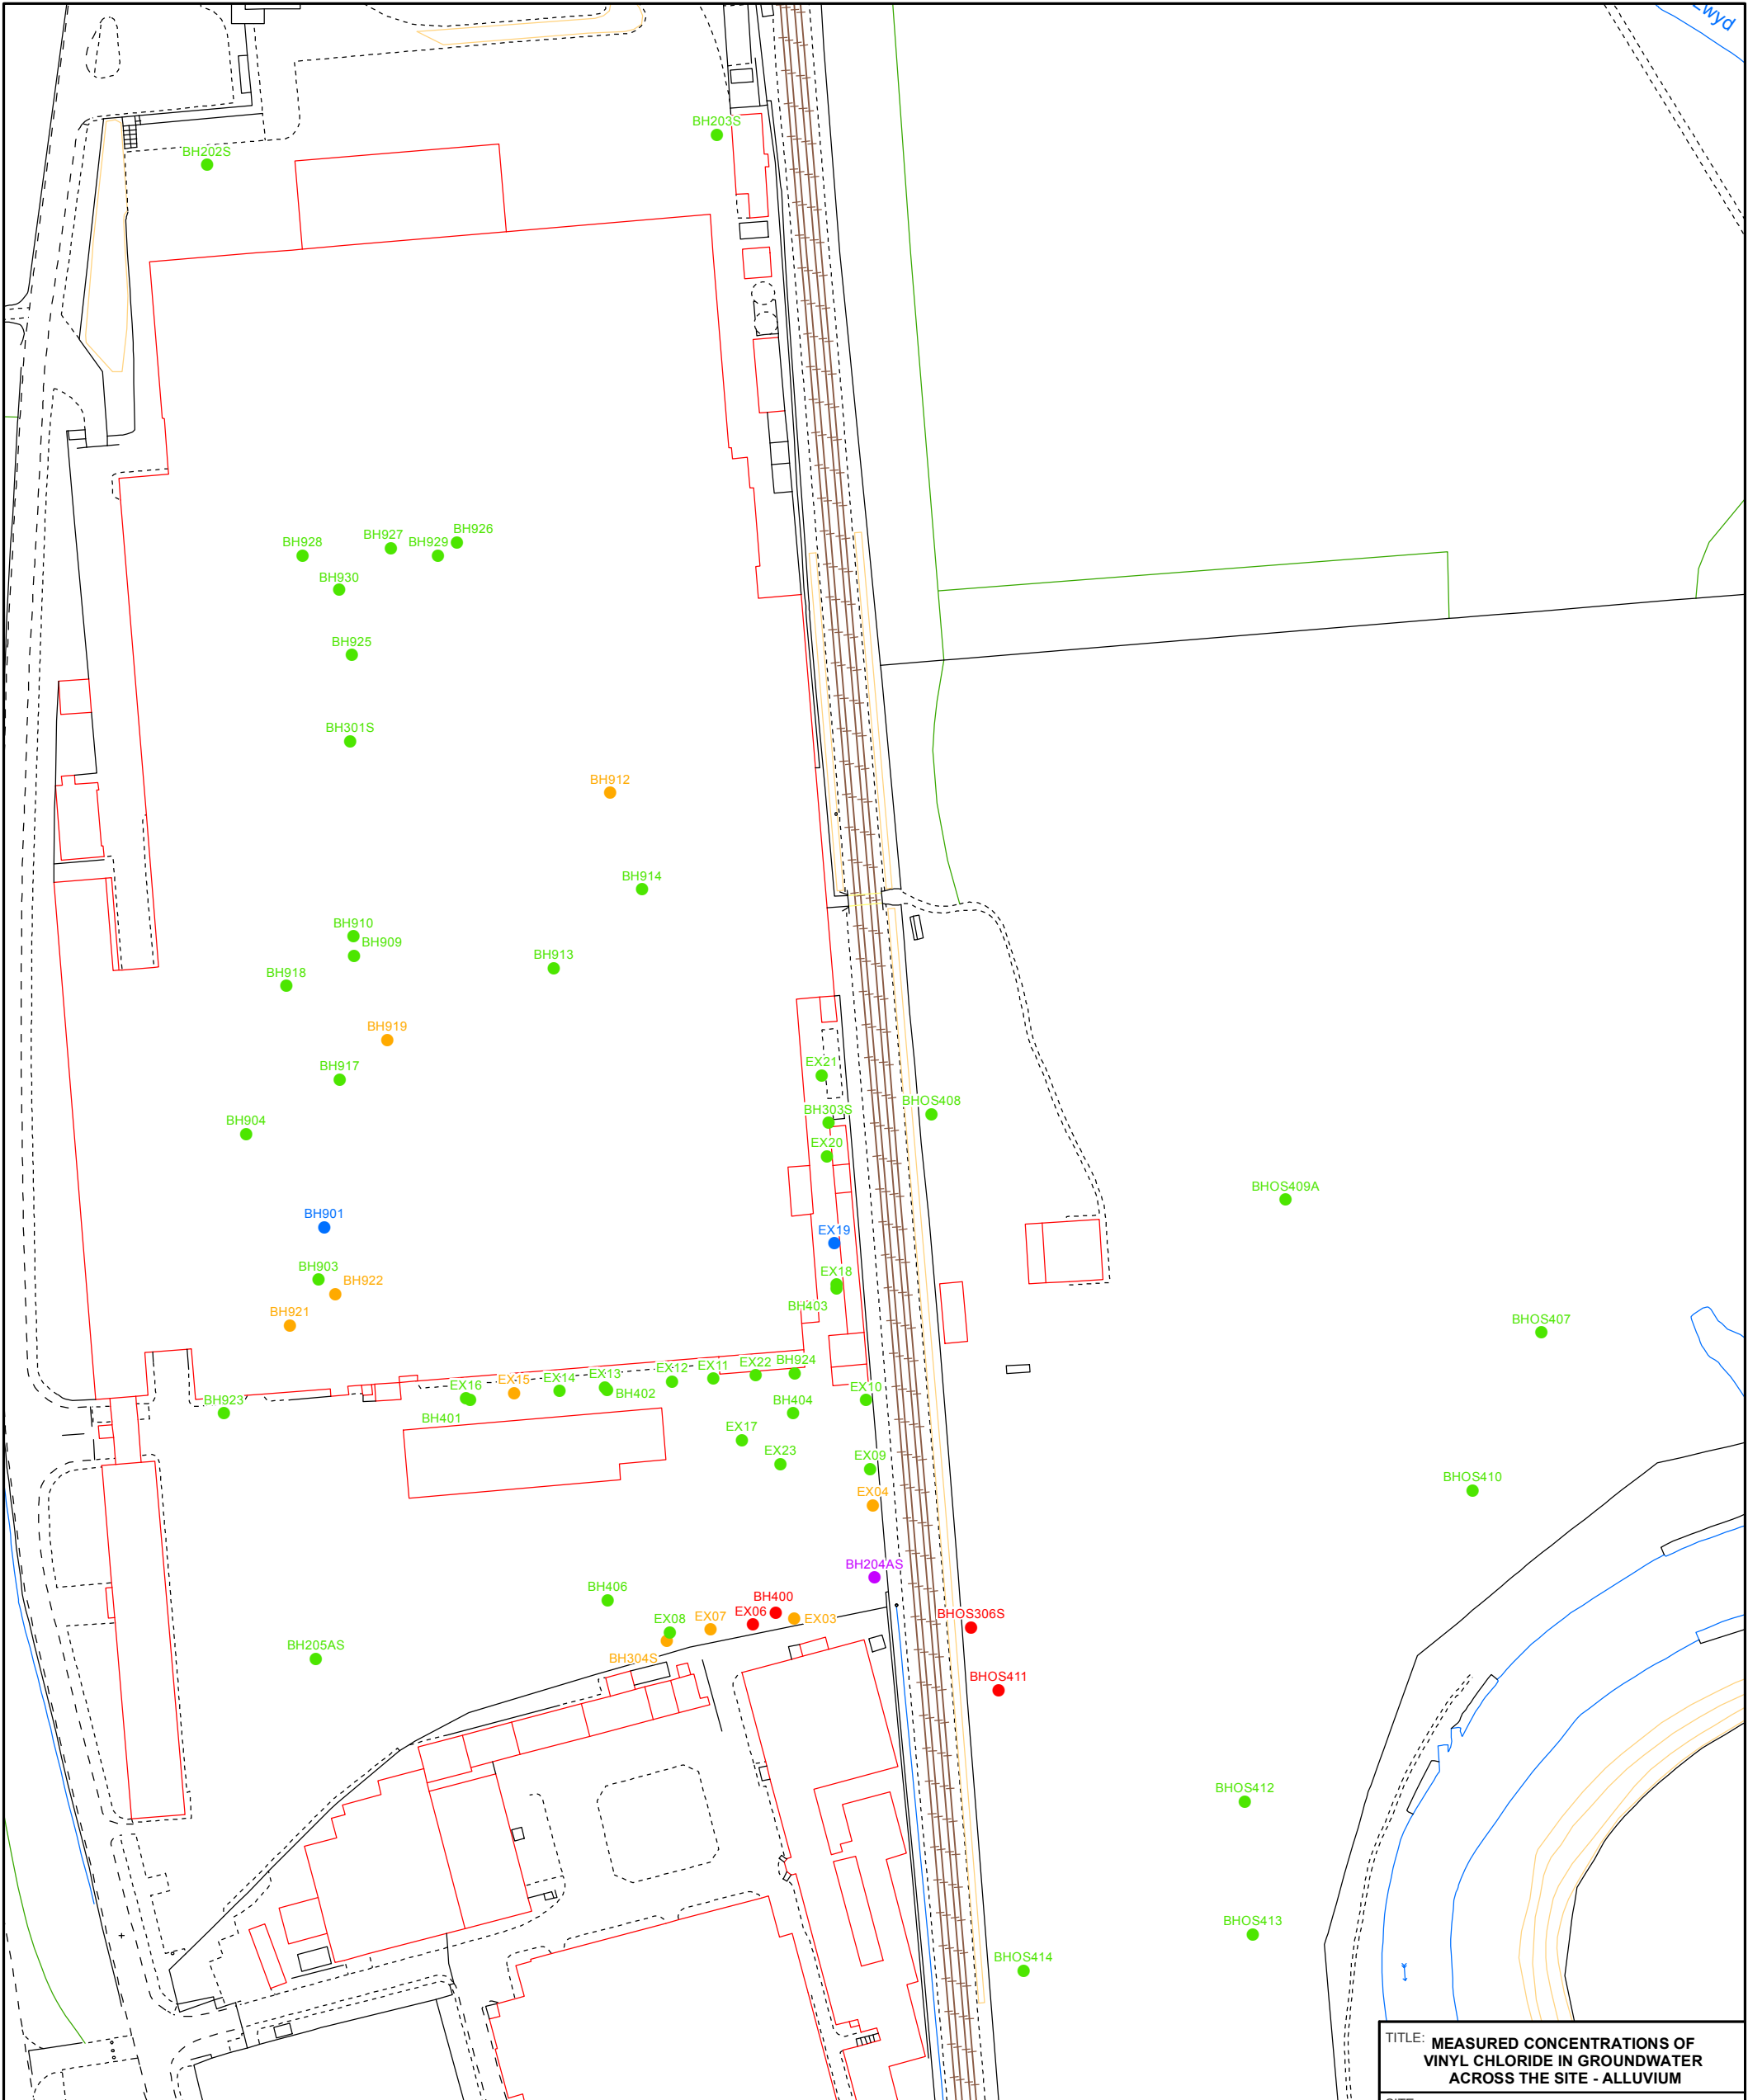 BH203S
BH202S
BH926
BH927
BH929
BH928
BH930
BH925
BH301S
BH912
BH914
BH910
BH909
BH913
BH918
BH919
EX21
BH917
BHOS408
BH303S
BH904
EX20
BHOS409A
BH901
EX19
EX18
BH903
BH922
BH403
BH921
BHOS407
BH924
EX22
EX11
EX12
EX13
EX14
EX15
EX16
BH402
EX10
BH923
BH401
BH404
EX17
EX23
EX09
BHOS410
EX04
BH204AS
BH406
BH400
EX06
EX03
EX07
EX08
BHOS306S
BH205AS
BH304S
BHOS411
BHOS412
BHOS413
BHOS414
TITLE: MEASURED CONCENTRATIONS OF
VINYL CHLORIDE IN GROUNDWATER
ACROSS THE SITE - ALLUVIUM